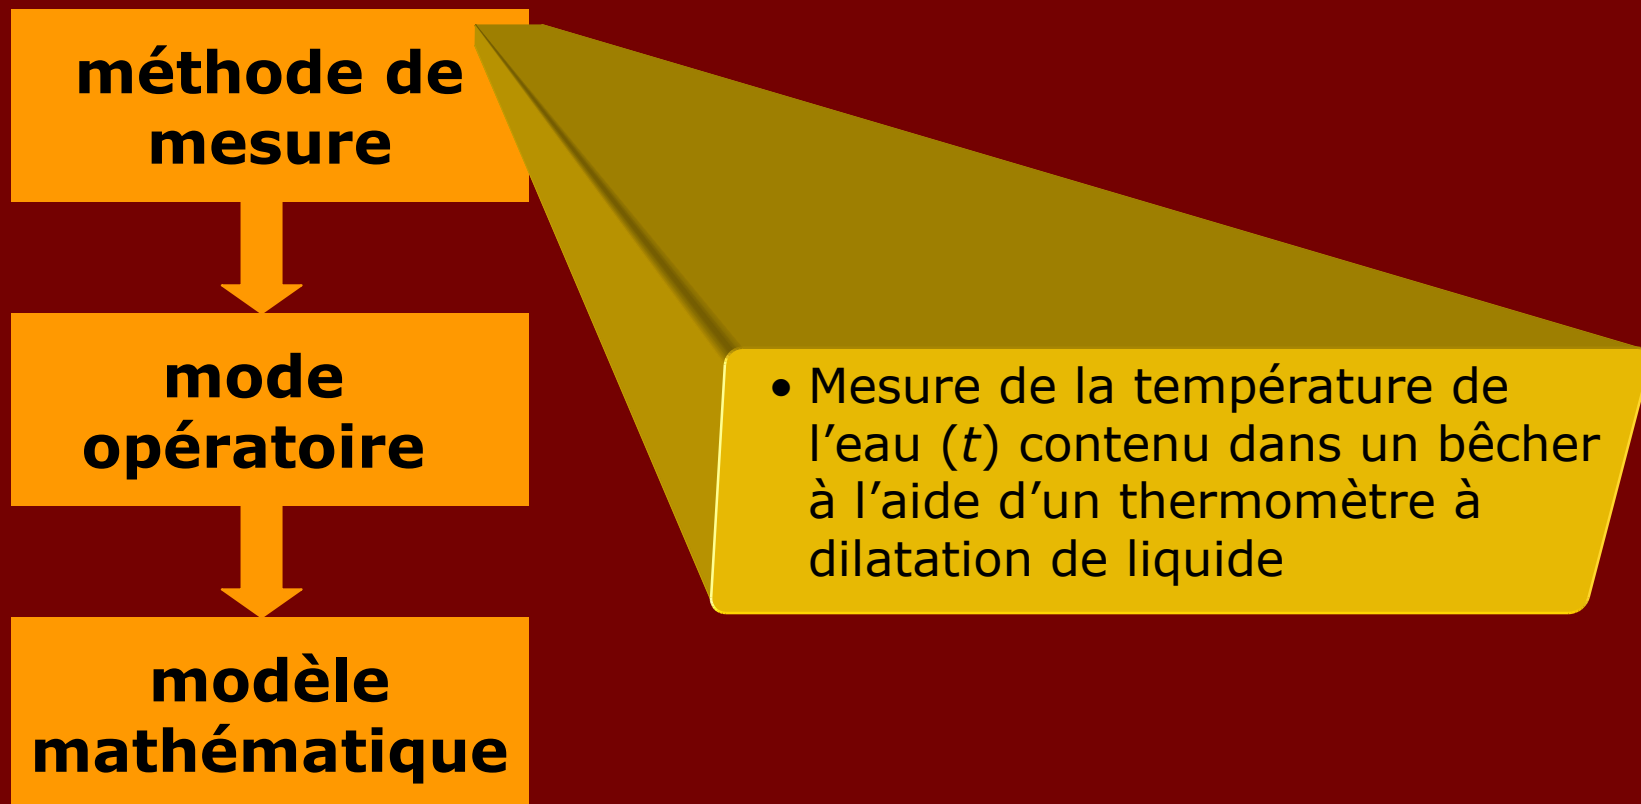 méthode de
mesure
mode
opératoire
modèle
mathématique
• Mesure de la température de
l’eau (t) contenu dans un bêcher
à l’aide d’un thermomètre à
dilatation de liquide